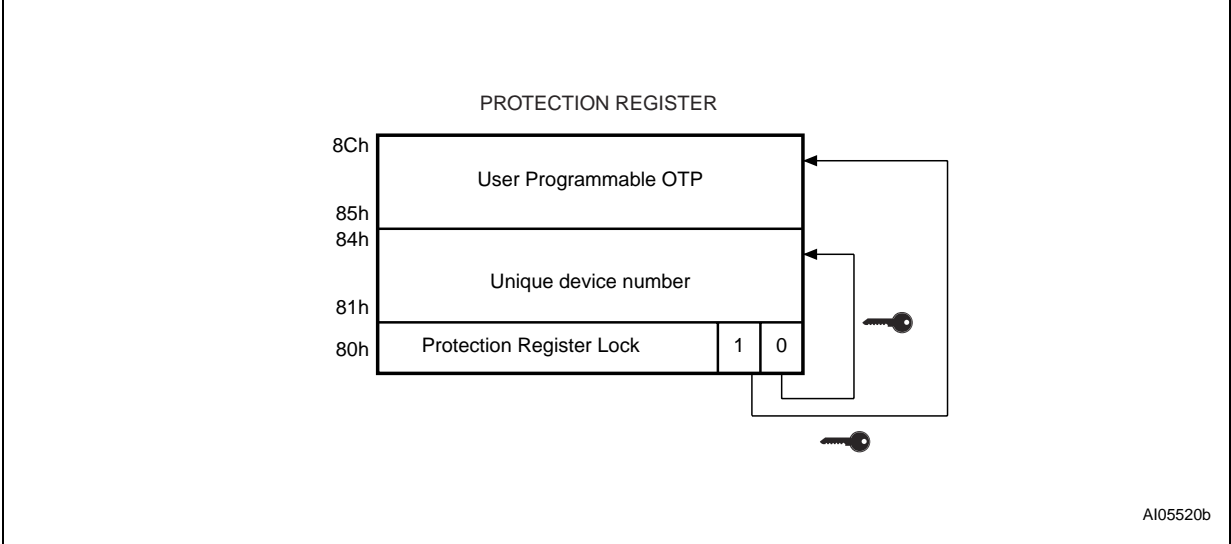 PROTECTION REGISTER
8Ch
User Programmable OTP
85h
84h
Unique device number
81h
80h
Protection Register Lock
1
0
AI05520b